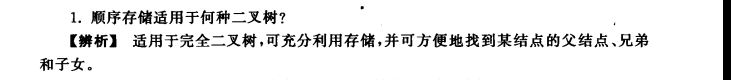 1. 顺序存储适用于何种二叉树?
【辨析】 适用于完全二叉树,可充分利用存储,并可方便地找到某结点的父结点、兄弟
和子女。